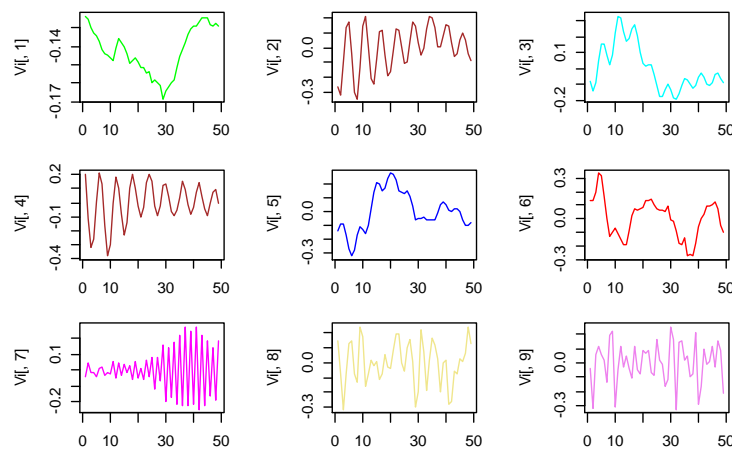 Vi[, 1]
-0.14
-0.17
0 10 30 50
Vi[, 2]
0.0
-0.3
0 10 30 50
Vi[, 3]
0.1
-0.2
0 10 30 50
Vi[, 4]
0.2
-0.1
-0.4
0 10 30 50
Vi[, 5]
0.0
-0.3
0 10 30 50
Vi[, 6]
0.3
0.0
-0.3
0 10 30 50
Vi[, 7]
0.1
-0.2
0 10 30 50
Vi[, 8]
0.0
-0.3
0 10 30 50
Vi[, 9]
0.0
-0.3
0 10 30 50